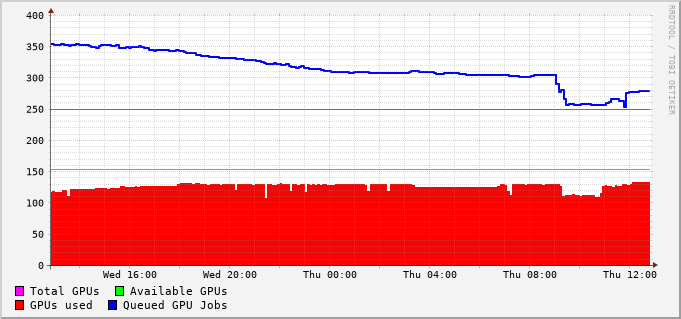 400
350
300
250
200
150
100
50
0
Wed 16:00 Wed 20:00 Thu 00:00 Thu 04:00 Thu 08:00 Thu 12:00
Total GPUs Available GPUs
GPUs used Queued GPU Jobs
RRDTOOL / TOBI OETIKER